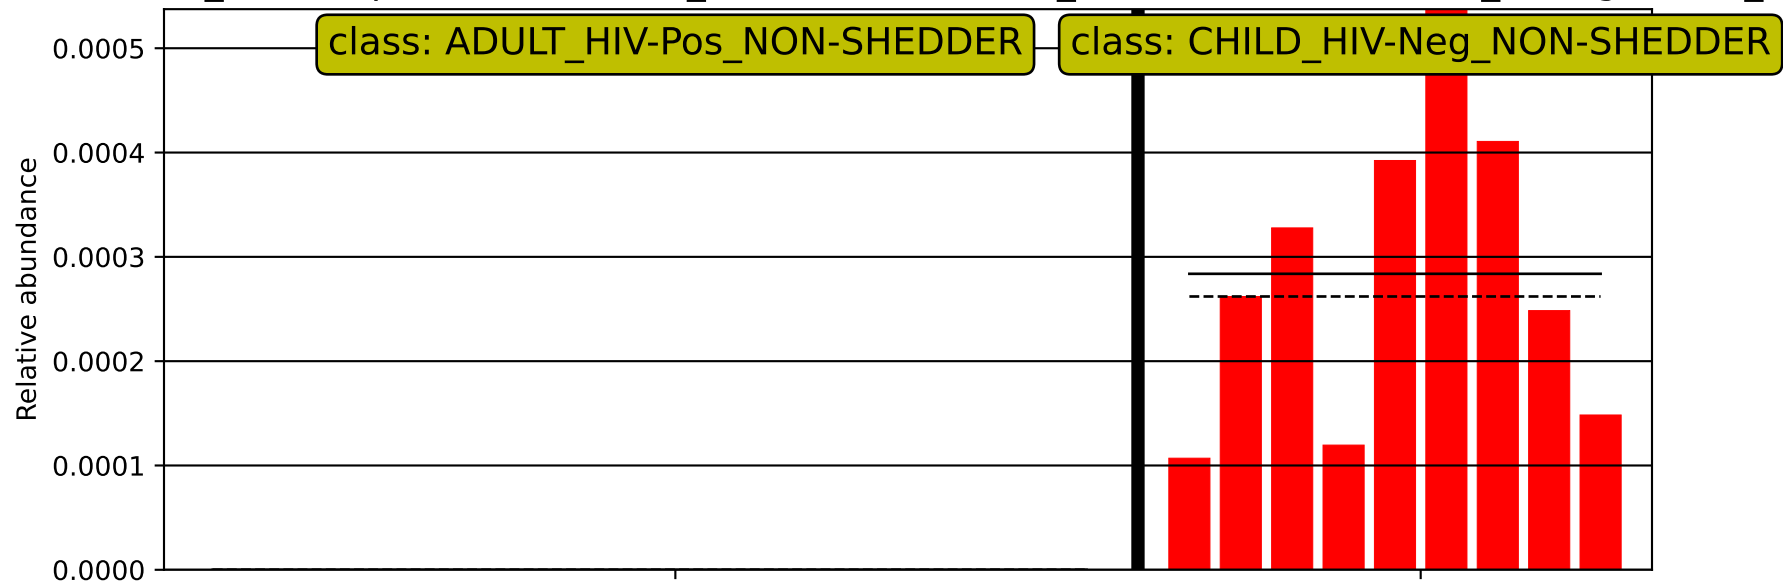 class: ADULT_HIV-Pos_NON-SHEDDER
class: CHILD_HIV-Neg_NON-SHEDDER
0.0005
0.0004
0.0003
0.0002
0.0001
0.0000
Relative abundance